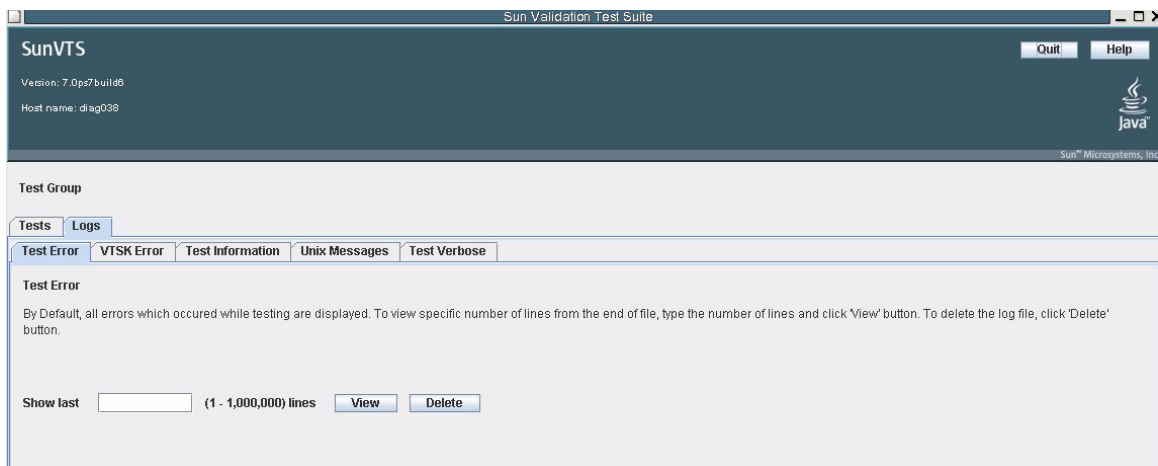 Sun Validation Test Suite
SunVTS
Quit Help
Version: 7.0ps7build6
Host name: diag038
Java™
Sun™ Microsystems, Inc
Test Group
Tests Logs
Test Error VTSK Error Test Information Unix Messages Test Verbose
Test Error
By Default, all errors which occured while testing are displayed. To view specific number of lines from the end of file, type the number of lines and click 'View' button. To delete the log file, click 'Delete'
button.
Show last (1 - 1,000,000) lines View Delete